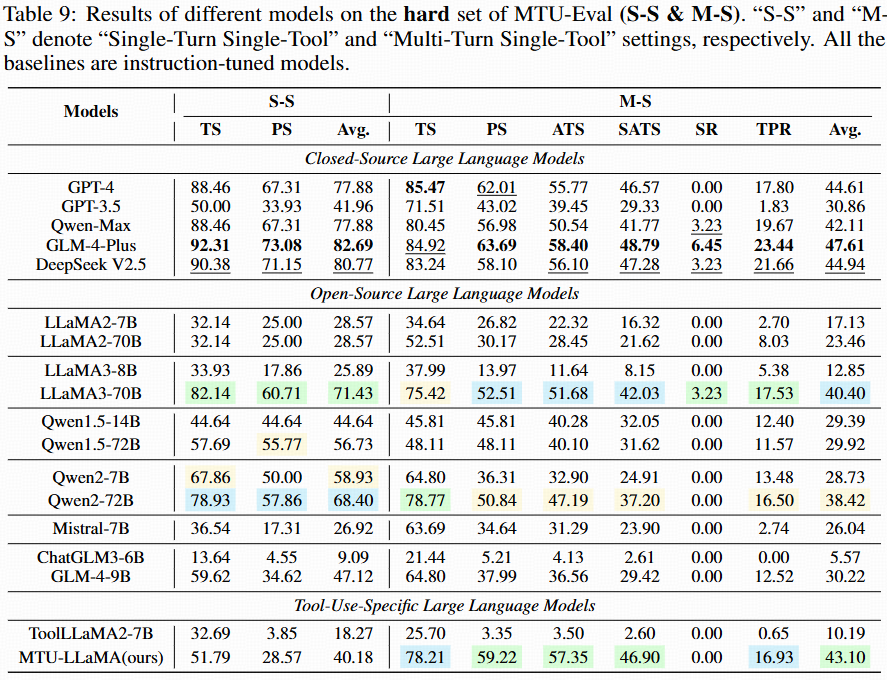 Table 9: Results of different models on the hard set of MTU-Eval (S-S & M-S). “S-S” and “M-
S” denote “Single-Turn Single-Tool” and “Multi-Turn Single-Tool” settings, respectively. All the
baselines are instruction-tuned models.
Models S-S M-S
TS PS Avg. TS PS ATS SATS SR TPR Avg.
Closed-Source Large Language Models
GPT-4 88.46 67.31 77.88 85.47 62.01 55.77 46.57 0.00 17.80 44.61
GPT-3.5 50.00 33.93 41.96 71.51 43.02 39.45 29.33 0.00 1.83 30.86
Qwen-Max 88.46 67.31 77.88 80.45 56.98 50.54 41.77 3.23 19.67 42.11
GLM-4-Plus 92.31 73.08 82.69 84.92 63.69 58.40 48.79 6.45 23.44 47.61
DeepSeek V2.5 90.38 71.15 80.77 83.24 58.10 56.10 47.28 3.23 21.66 44.94
Open-Source Large Language Models
LLaMA2-7B 32.14 25.00 28.57 34.64 26.82 22.32 16.32 0.00 2.70 17.13
LLaMA2-70B 32.14 25.00 28.57 52.51 30.17 28.45 21.62 0.00 8.03 23.46
LLaMA3-8B 33.93 17.86 25.89 37.99 13.97 11.64 8.15 0.00 5.38 12.85
LLaMA3-70B 82.14 60.71 71.43 75.42 52.51 51.68 42.03 3.23 17.53 40.40
Qwen1.5-14B 44.64 44.64 44.64 45.81 45.81 40.28 32.05 0.00 12.40 29.39
Qwen1.5-72B 57.69 55.77 56.73 48.11 48.11 40.10 31.62 0.00 11.57 29.92
Qwen2-7B 67.86 50.00 58.93 64.80 36.31 32.90 24.91 0.00 13.48 28.73
Qwen2-72B 78.93 57.86 68.40 78.77 50.84 47.19 37.20 0.00 16.50 38.42
Mistral-7B 36.54 17.31 26.92 63.69 34.64 31.29 23.90 0.00 2.74 26.04
ChatGLM3-6B 13.64 4.55 9.09 21.44 5.21 4.13 2.61 0.00 0.00 5.57
GLM-4-9B 59.62 34.62 47.12 64.80 37.99 36.56 29.42 0.00 12.52 30.22
Tool-Use-Specific Large Language Models
ToolLLaMA2-7B 32.69 3.85 18.27 25.70 3.35 3.50 2.60 0.00 0.65 10.19
MTU-LLaMA(ours) 51.79 28.57 40.18 78.21 59.22 57.35 46.90 0.00 16.93 43.10